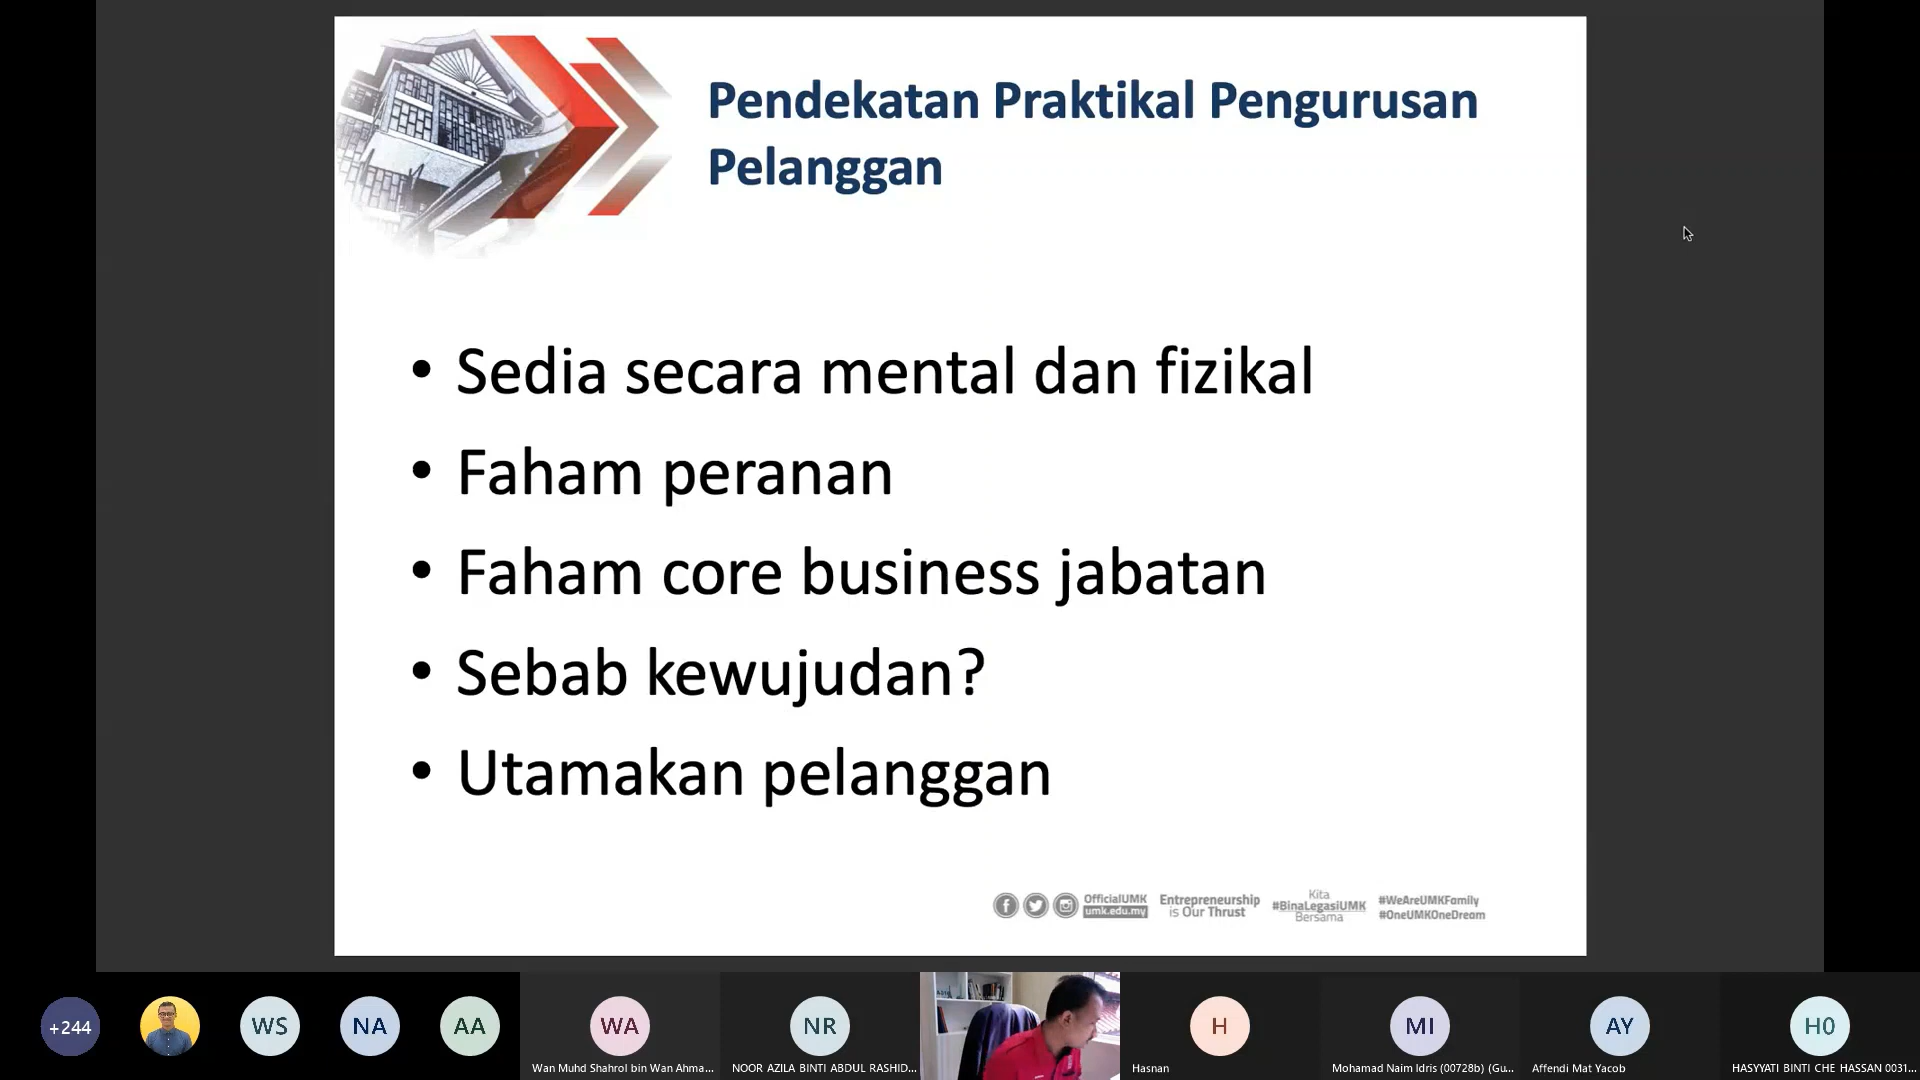 Pendekatan Praktikal Pengurusan
Pelanggan
• Sedia secara mental dan fizikal
• Faham peranan
• Faham core business jabatan
• Sebab kewujudan?
• Utamakan pelanggan
OfficialUMK
umk.edu.my
Entrepreneurship
is Our Thrust
Kita
#BinaLegasiUMK
Bersama
#WeAreUMKFamily
#OneUMKOneDream
+244
WS
NA
AA
WA
NR
H
MI
AY
H0
Wan Muhd Shahrol bin Wan Ahma...
NOOR AZILA BINTI ABDUL RASHID...
Hasnan
Mohamad Naim Idris (00728b) (Gu...
Affendi Mat Yacob
HASYYATI BINTI CHE HASSAN 0031...